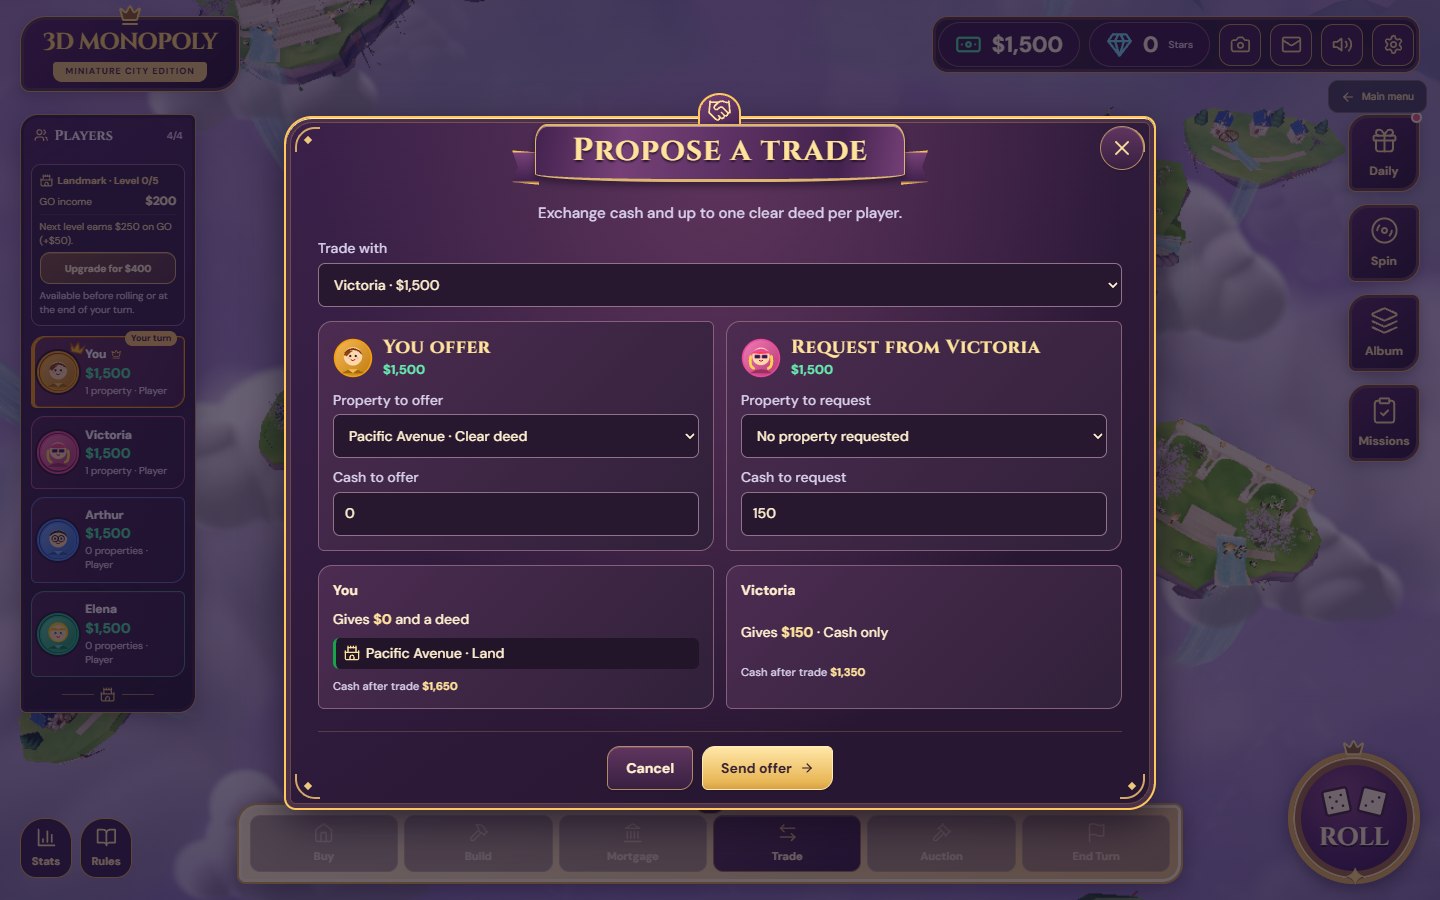 3D MONOPOLY
MINIATURE CITY EDITION
$1,500
0 Stars
Main menu
PLAYERS 4/4
Landmark · Level 0/5
GO income $200
Next level earns $250 on GO
(+$50).
Upgrade for $400
Available before rolling or at
the end of your turn.
Your turn
You
$1,500
1 property · Player
Victoria
$1,500
1 property · Player
Arthur
$1,500
0 properties ·
Player
Elena
$1,500
0 properties ·
Player
PROPOSE A TRADE
Exchange cash and up to one clear deed per player.
Trade with
Victoria · $1,500
YOU OFFER
$1,500
Property to offer
Pacific Avenue · Clear deed
Cash to offer
0
REQUEST FROM VICTORIA
$1,500
Property to request
No property requested
Cash to request
150
You
Gives $0 and a deed
Pacific Avenue · Land
Cash after trade $1,650
Victoria
Gives $150 · Cash only
Cash after trade $1,350
Cancel
Send offer →
Daily
Spin
Album
Missions
Stats
Rules
Buy
Build
Mortgage
Trade
Auction
End Turn
ROLL